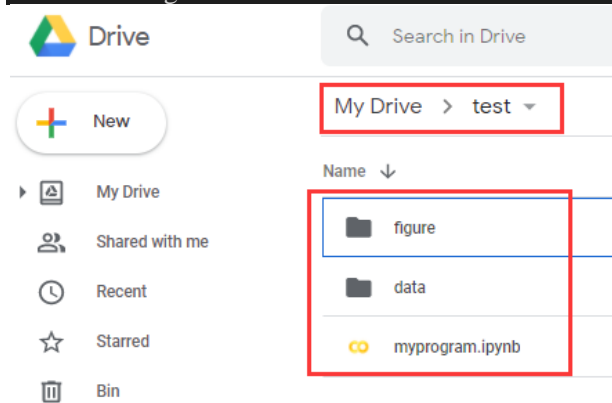 Drive
Search in Drive
My Drive > test
New
Name
My Drive
figure
Shared with me
Recent
data
Starred
myprogram.ipynb
Bin